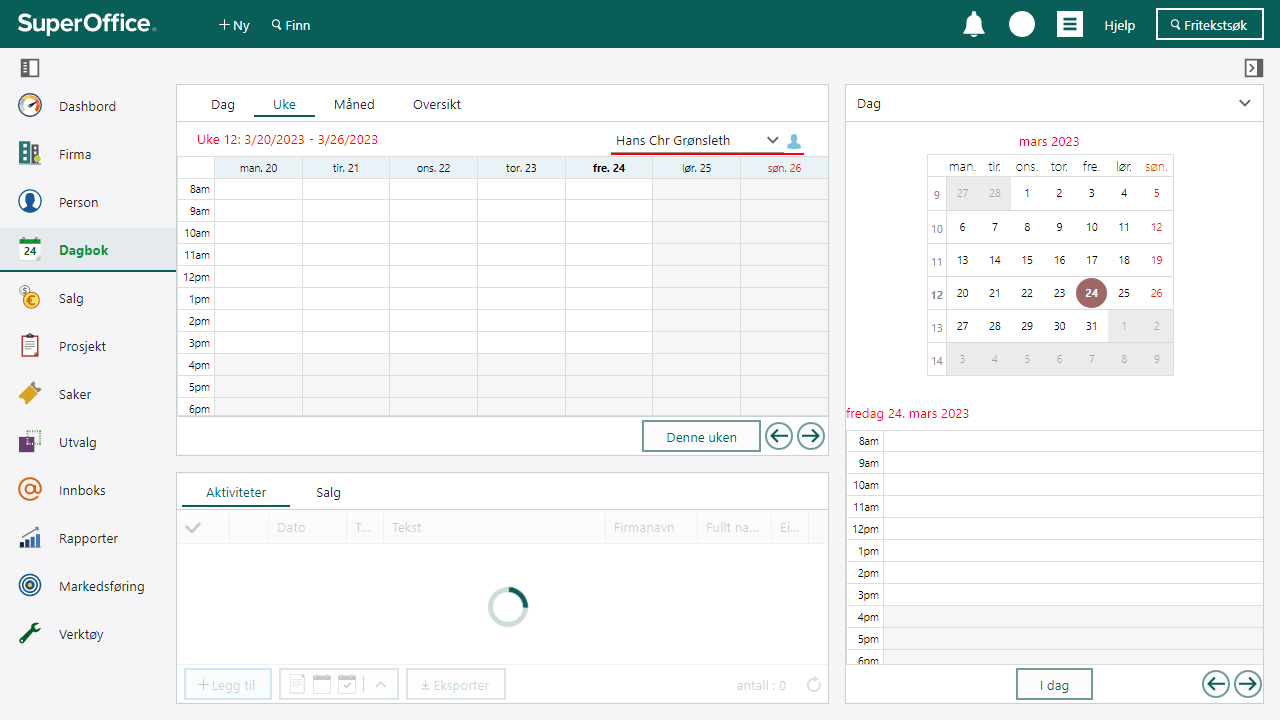 SuperOffice
+ Ny
Finn
Hjelp
Fritekstsøk
Dashbord
Firma
Person
24
Dagbok
Salg
Prosjekt
Saker
Utvalg
Innboks
Rapporter
Markedsføring
Verktøy
Dag Uke Måned Oversikt
Uke 12: 3/20/2023 - 3/26/2023
Hans Chr Grønsleth
man. 20 tir. 21 ons. 22 tor. 23 fre. 24 lør. 25 søn. 26
8am
9am
10am
11am
12pm
1pm
2pm
3pm
4pm
5pm
6pm
Denne uken
Aktiviteter Salg
Dato T... Tekst Firmanavn Fullt na... Ei...
+ Legg til
Eksporter
antall : 0
Dag
mars 2023
man. tir. ons. tor. fre. lør. søn.
9 27 28 1 2 3 4 5
10 6 7 8 9 10 11 12
11 13 14 15 16 17 18 19
12 20 21 22 23 24 25 26
13 27 28 29 30 31 1 2
14 3 4 5 6 7 8 9
fredag 24. mars 2023
8am
9am
10am
11am
12pm
1pm
2pm
3pm
4pm
5pm
6pm
I dag